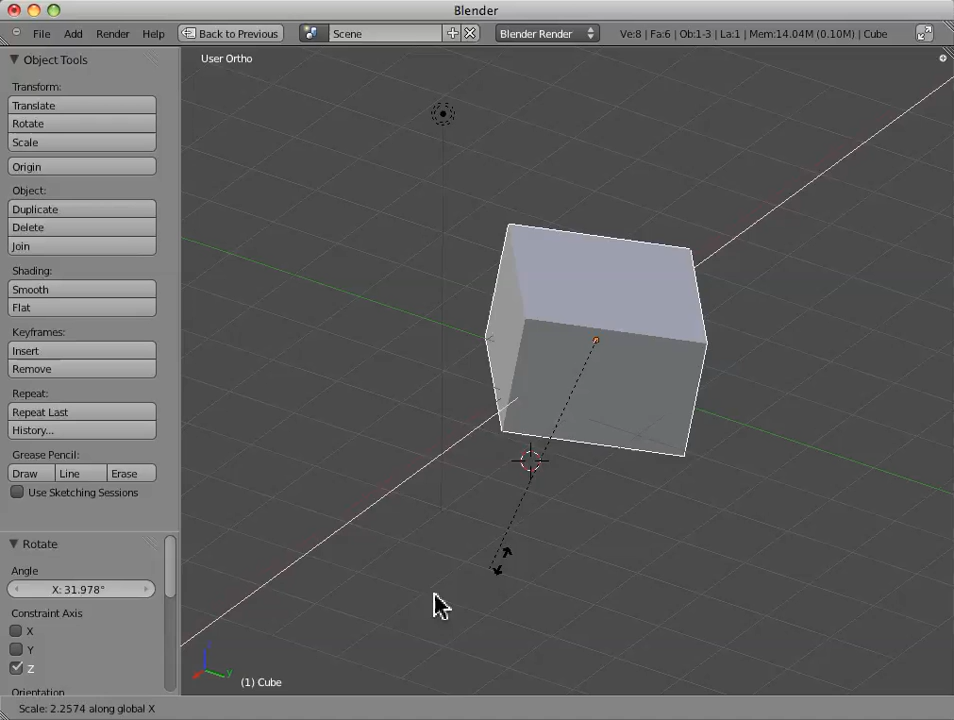 Blender
File Add Render Help Back to Previous Scene Blender Render Ve:8 | Fa:6 | Ob:1-3 | La:1 | Mem:14.04M (0.10M) | Cube
Object Tools
User Ortho
Transform:
Translate
Rotate
Scale
Origin
Object:
Duplicate
Delete
Join
Shading:
Smooth
Flat
Keyframes:
Insert
Remove
Repeat:
Repeat Last
History...
Grease Pencil:
Draw Line Erase
Use Sketching Sessions
Rotate
Angle
X: 31.978°
Constraint Axis
X
Y
Z
Orientation
y
(1) Cube
Scale: 2.2574 along global X